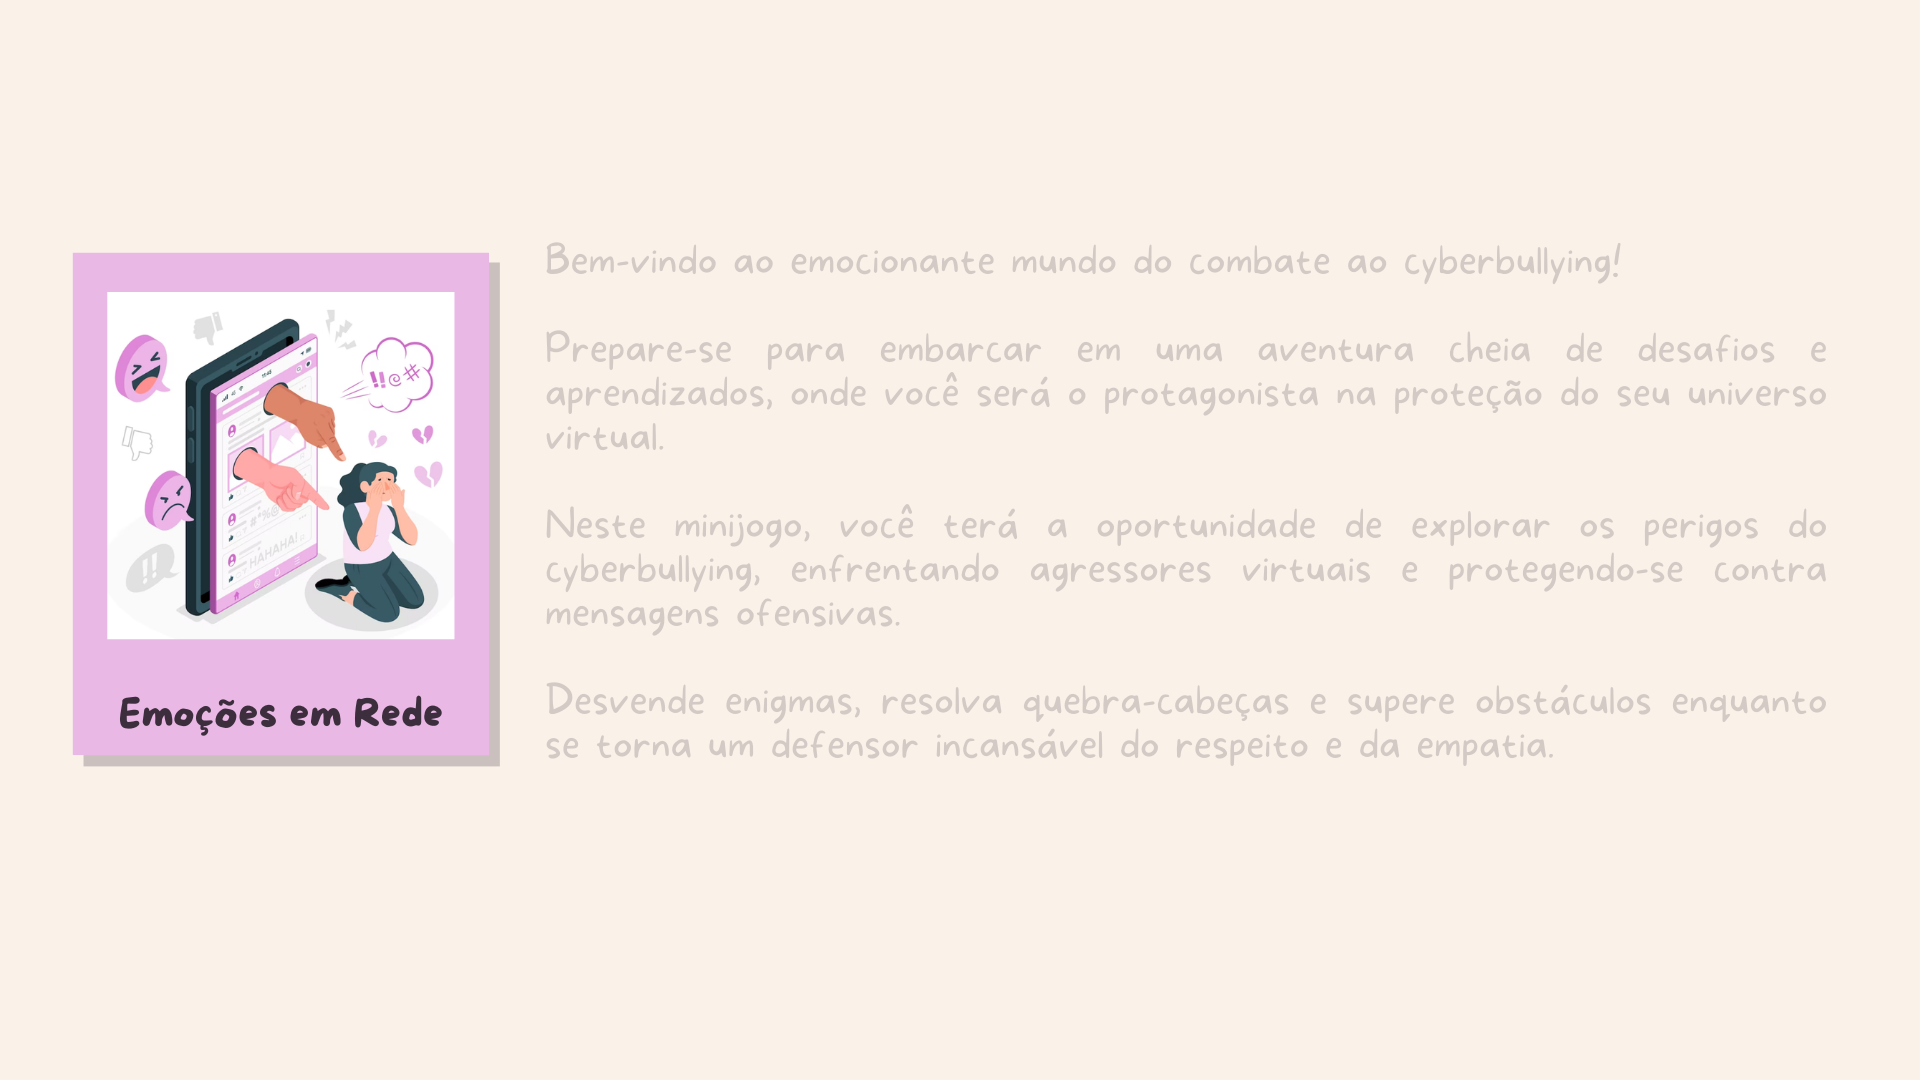 Bem-vindo ao emocionante mundo do combate ao cyberbullying!
Prepare-se para embarcar em uma aventura cheia de desafios e
aprendizados, onde você será o protagonista na proteção do seu universo
virtual.
Neste minijogo, você terá a oportunidade de explorar os perigos do
cyberbullying, enfrentando agressores virtuais e protegendo-se contra
mensagens ofensivas.
Desvende enigmas, resolva quebra-cabeças e supere obstáculos enquanto
se torna um defensor incansável do respeito e da empatia.
!!@#
HAHAHA!
!!
Emoções em Rede